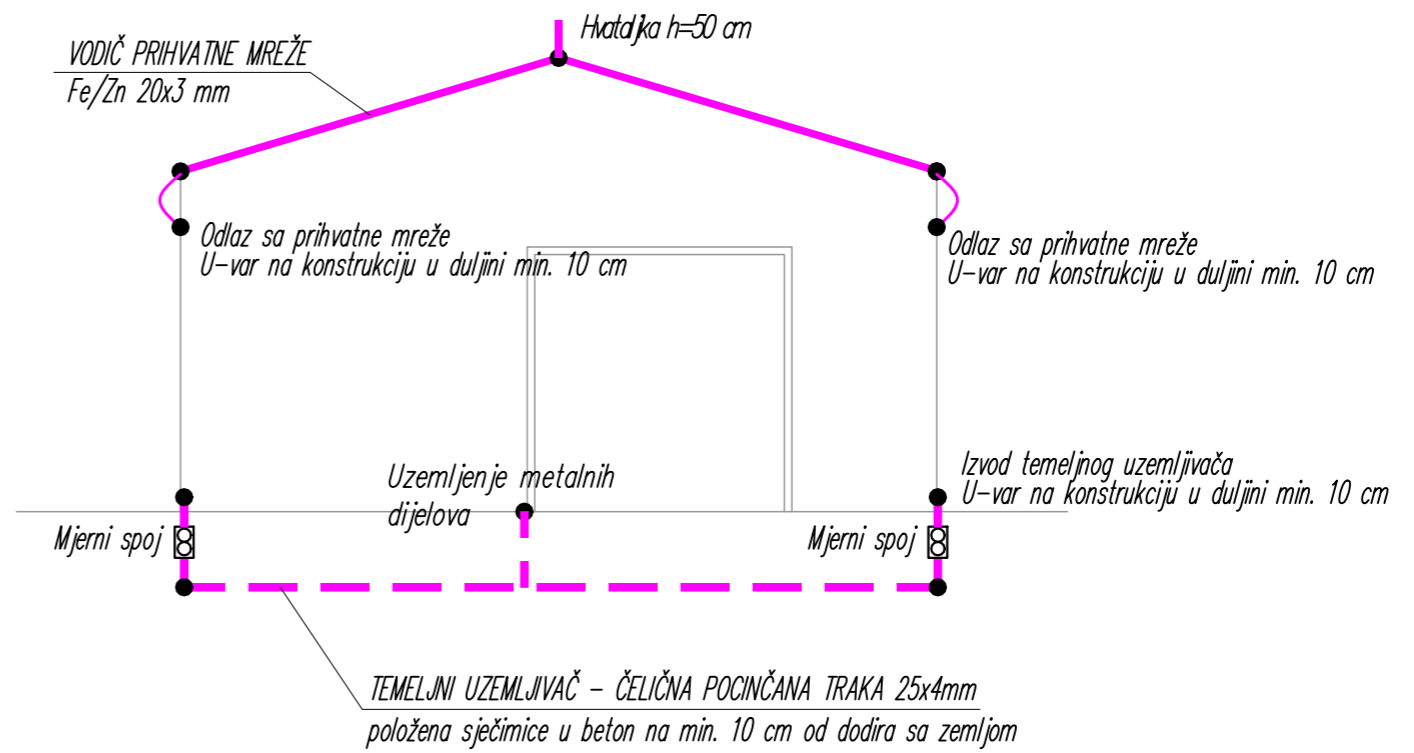 Hvataljka h=50 cm
VODIČ PRIHVATNE MREŽE
Fe/Zn 20x3 mm
Odlaz sa prihvatne mreže
U-var na konstrukciju u duljini min. 10 cm
Odlaz sa prihvatne mreže
U-var na konstrukciju u duljini min. 10 cm
Uzemljenje metalnih
dijelova
Izvod temeljnog uzemljivača
U-var na konstrukciju u duljini min. 10 cm
Mjerni spoj
Mjerni spoj
TEMELJNI UZEMLJIVAČ - ČELIČNA POCINČANA TRAKA 25x4mm
položena sječimice u beton na min. 10 cm od dodira sa zemljom